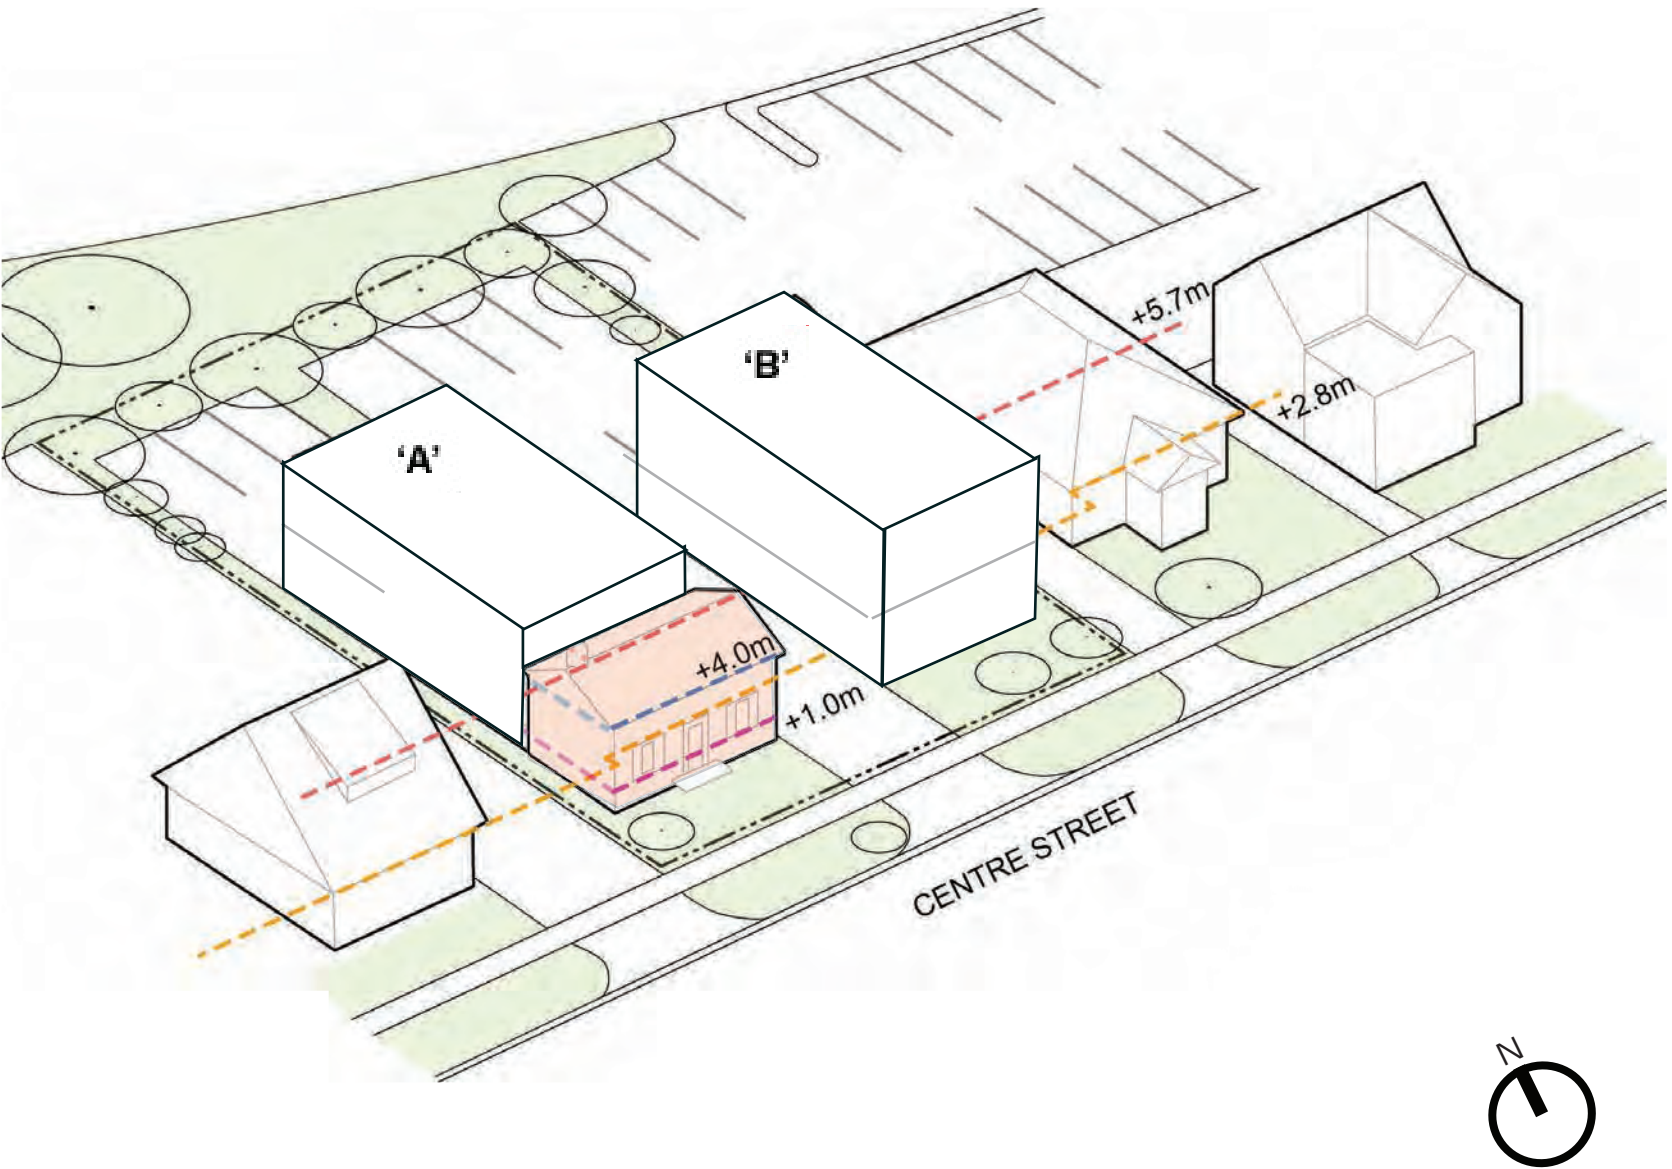 +5.7m
'B'
+2.8m
'A'
+4.0m
+1.0m
CENTRE STREET
N